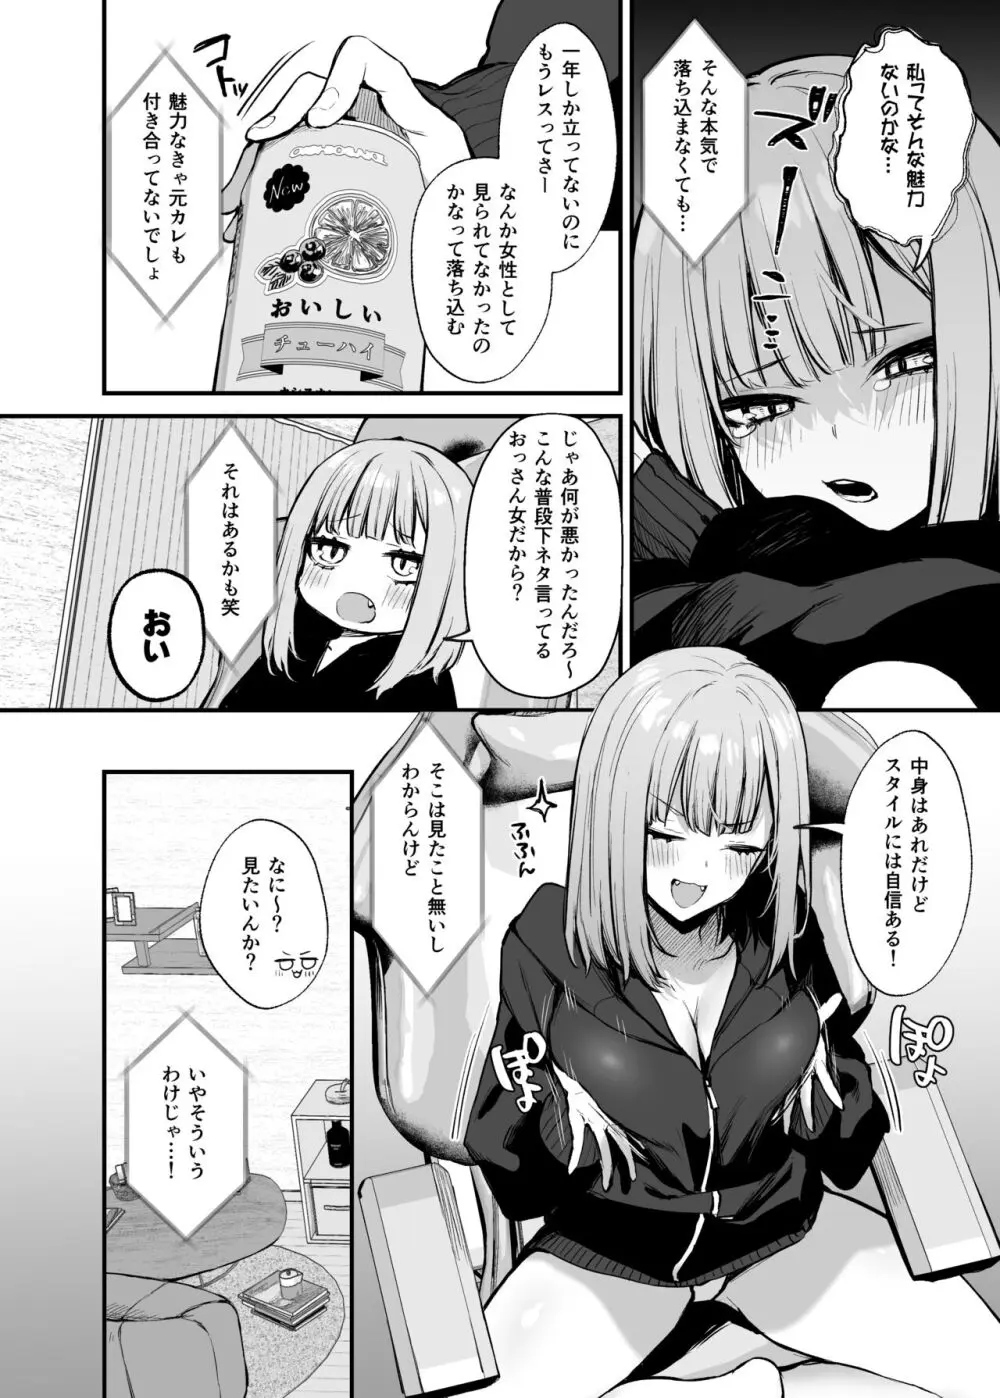 私ってそんな魅力
ないのかな…
ズーン…
そんな本気で
落ち込まなくても…
一年しか立ってないのに
もうレスってさー
なんか女性として
見られてなかったの
かなって落ち込む
コトッ
New
おいしい
チューハイ
魅力なきゃ元カレも
付き合ってないでしょ
じゃあ何が悪かったんだろ～
こんな普段下ネタ言ってる
おっさん女だから？
それはあるかも笑
おい
中身はあれだけど
スタイルには自信ある！
ふふん
ぽよ
ぽよ
そこは見たこと無いし
わからんけど
なに～？
見たいんか？
いやそういう
わけじゃ…！